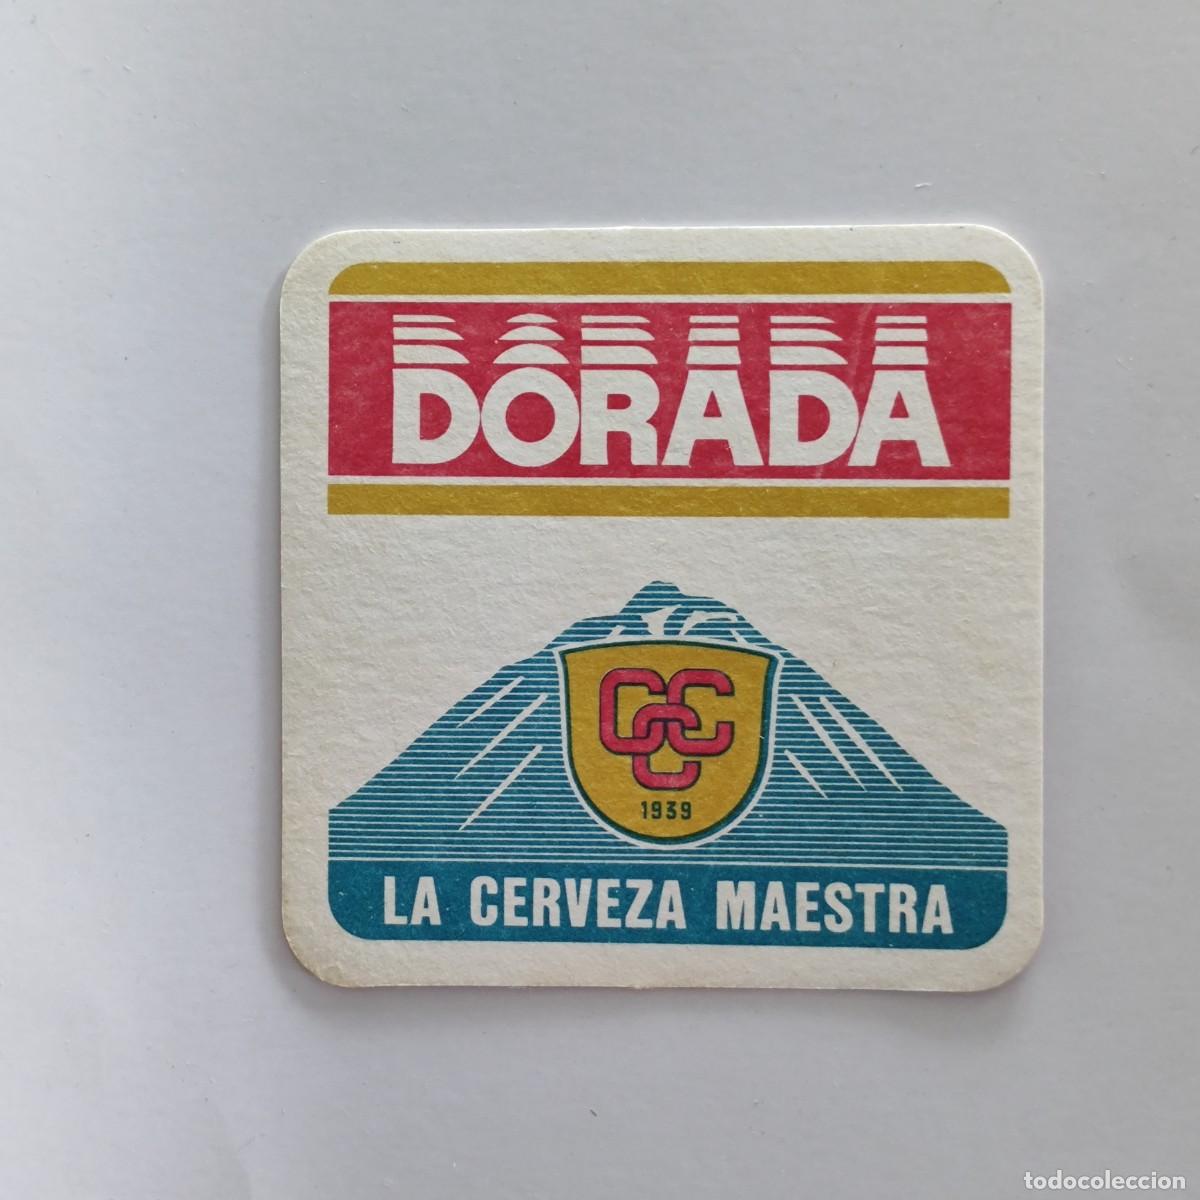 DORADA
CCC
1939
LA CERVEZA MAESTRA
todocoleccion